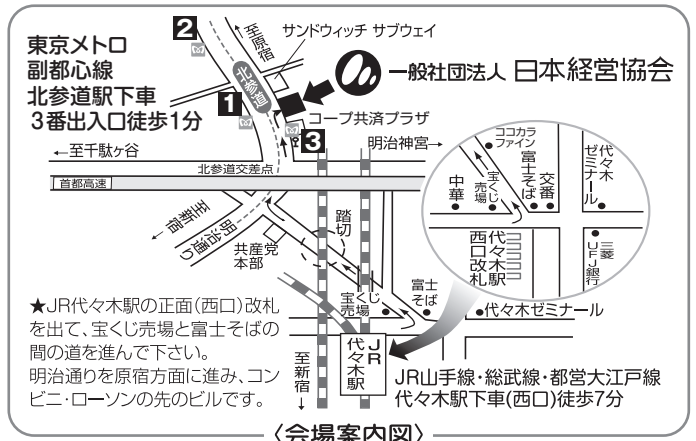 東京メトロ
副都心線
北参道駅下車
3番出入口徒歩1分
2
至原宿
サンドウィッチ サブウェイ
北参道
一般社団法人 日本経営協会
1
コープ共済プラザ
3
明治神宮→
←至千駄ヶ谷
北参道交差点
首都高速
至新宿
明治通り
共産党
本部
踏切
宝くじ
売場
富士
そば
代々木ゼミナール
JR
代々木駅
至新宿
↓
ココカラ
ファイン
中華
宝くじ
売場
富士そば
交番
代々木
ゼミナール
代々木駅
西口改札
三菱
UFJ銀行
★JR代々木駅の正面(西口)改札
を出て、宝くじ売場と富士そばの
間の道を進んで下さい。
明治通りを原宿方面に進み、コン
ビニ・ローソンの先のビルです。
JR山手線・総武線・都営大江戸線
代々木駅下車(西口)徒歩7分
〈会場案内図〉